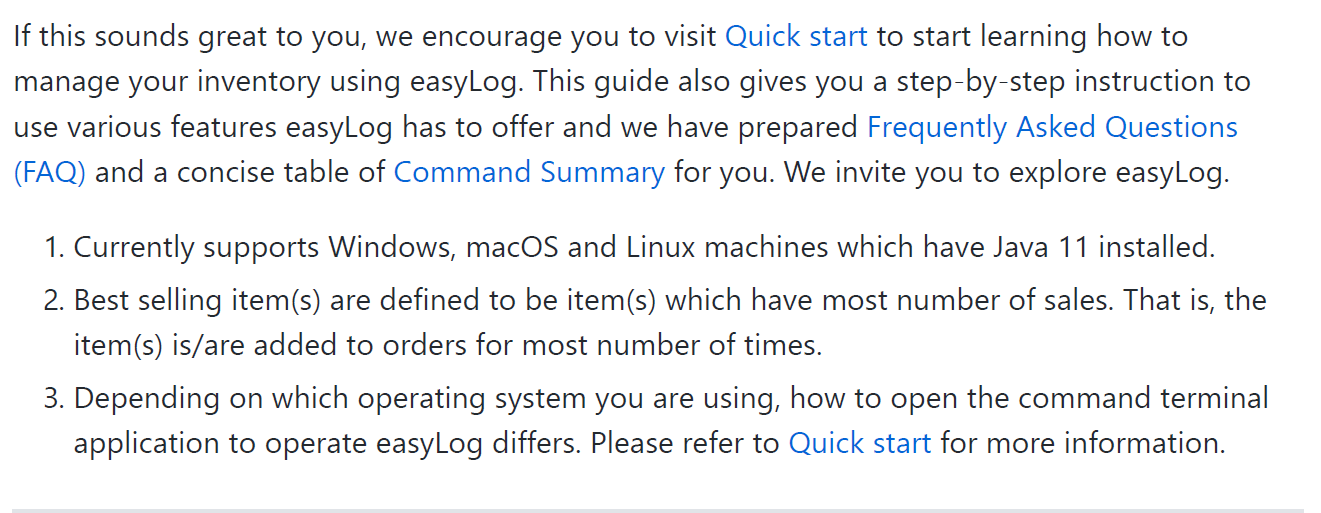 If this sounds great to you, we encourage you to visit Quick start to start learning how to
manage your inventory using easyLog. This guide also gives you a step-by-step instruction to
use various features easyLog has to offer and we have prepared Frequently Asked Questions
(FAQ) and a concise table of Command Summary for you. We invite you to explore easyLog.
1. Currently supports Windows, macOS and Linux machines which have Java 11 installed.
2. Best selling item(s) are defined to be item(s) which have most number of sales. That is, the
item(s) is/are added to orders for most number of times.
3. Depending on which operating system you are using, how to open the command terminal
application to operate easyLog differs. Please refer to Quick start for more information.